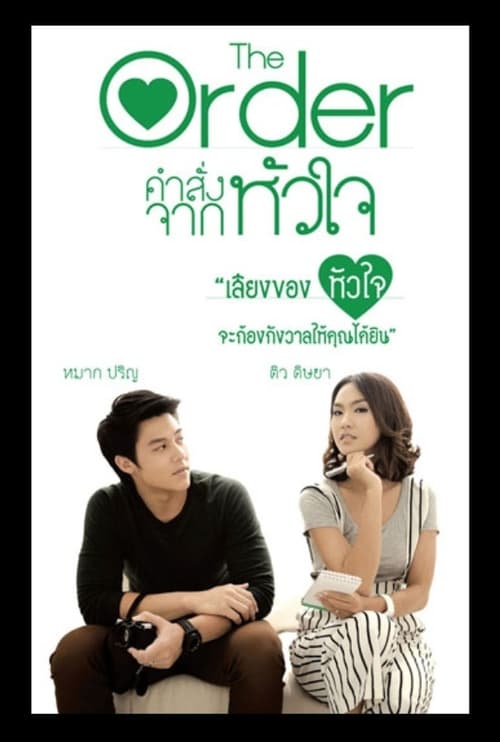 The
Order
คำสั่ง
จาก หัวใจ
“เสียงของ หัวใจ
จะก้องกังวาลให้คุณได้ยิน”
หมาก ปริญ
ติว ดิษยา